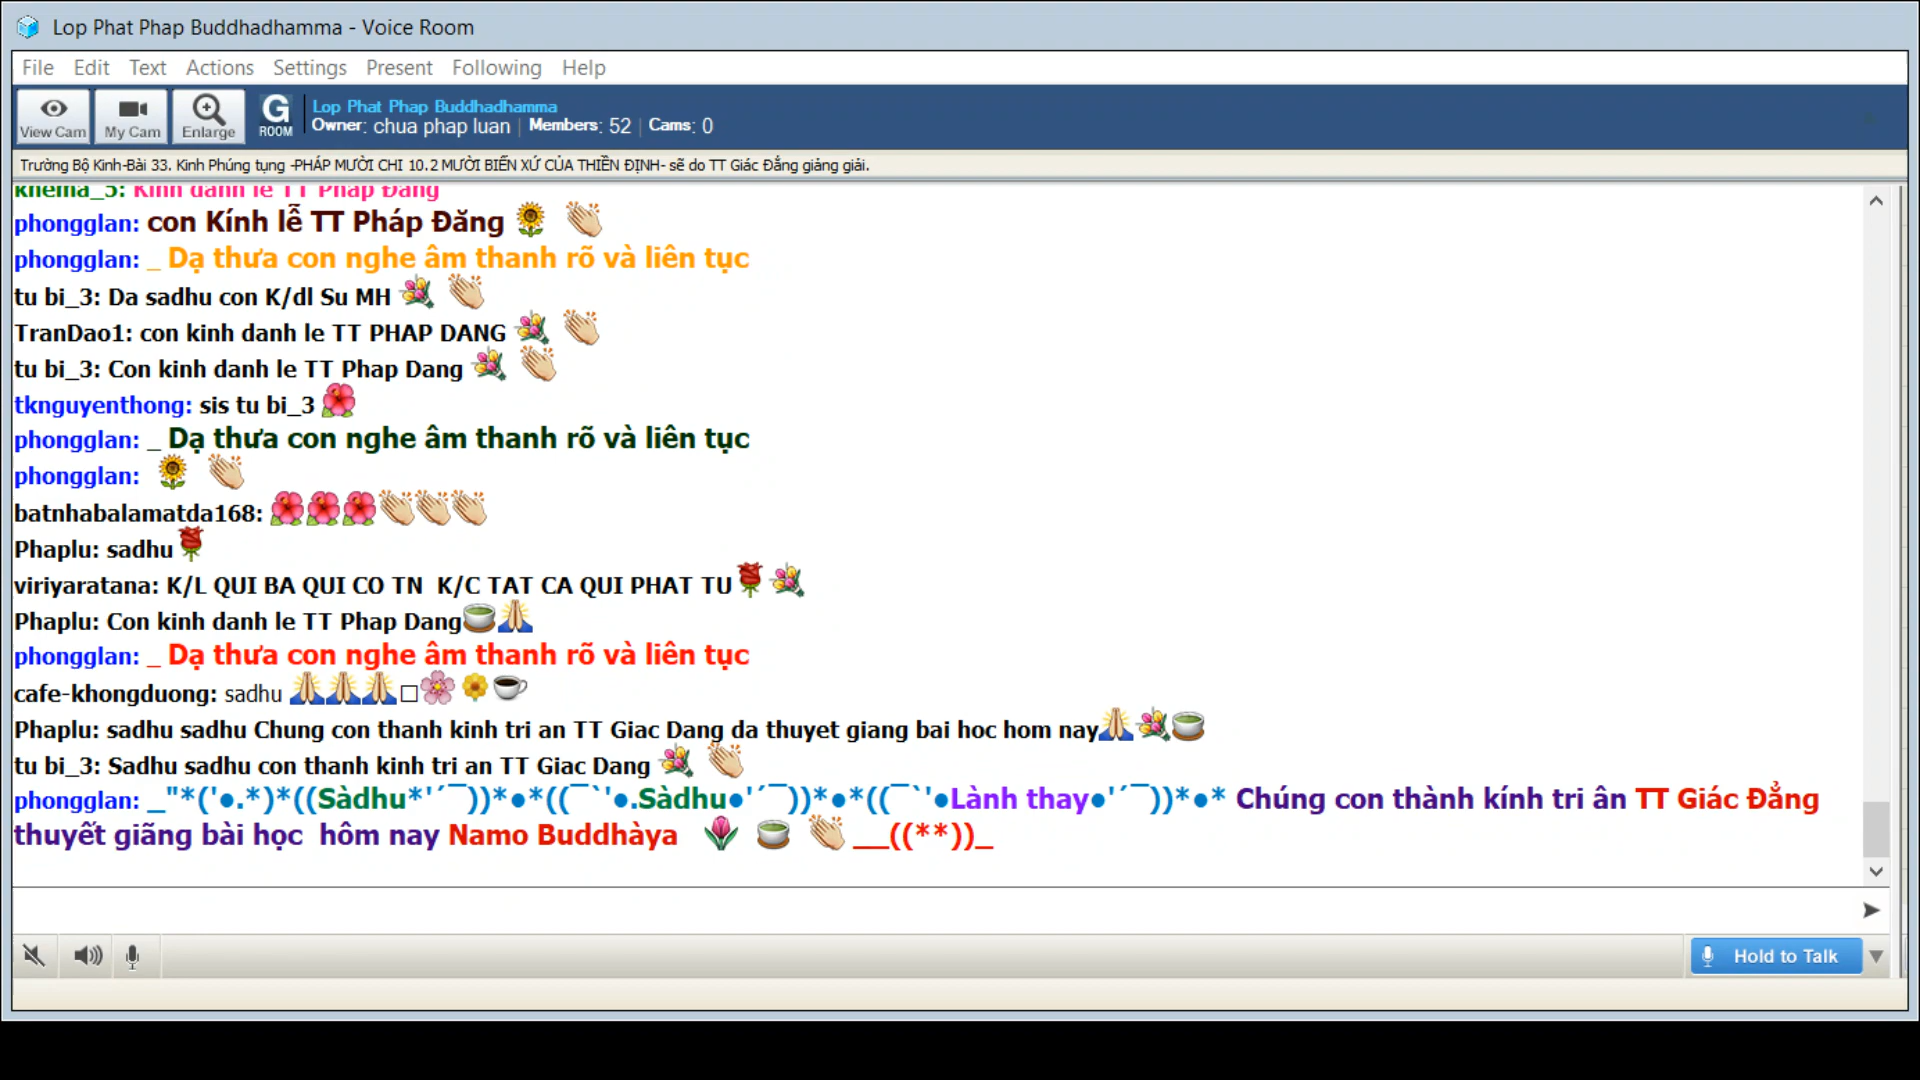 Lop Phat Phap Buddhadhamma - Voice Room
File Edit Text Actions Settings Present Following Help
View Cam My Cam Enlarge G ROOM
Lop Phat Phap Buddhadhamma
Owner: chua phap luan | Members: 52 | Cams: 0
Trường Bộ Kinh-Bài 33. Kinh Phúng tụng -PHÁP MƯỜI CHI 10.2 MƯỜI BIẾN XỨ CỦA THIỀN ĐỊNH- sẽ do TT Giác Đẳng giảng giải.
khema_5: Kinh danh le TT Phap Đang
phongglan: con Kính lễ TT Pháp Đăng
phongglan: _ Dạ thưa con nghe âm thanh rõ và liên tục
tu bi_3: Da sadhu con K/dl Su MH
TranDao1: con kinh danh le TT PHAP DANG
tu bi_3: Con kinh danh le TT Phap Dang
tknguyenthong: sis tu bi_3
phongglan: _ Dạ thưa con nghe âm thanh rõ và liên tục
phongglan:
batnhabalamatda168:
Phaplu: sadhu
viriyaratana: K/L QUI BA QUI CO TN  K/C TAT CA QUI PHAT TU
Phaplu: Con kinh danh le TT Phap Dang
phongglan: _ Dạ thưa con nghe âm thanh rõ và liên tục
cafe-khongduong: sadhu
Phaplu: sadhu sadhu Chung con thanh kinh tri an TT Giac Dang da thuyet giang bai hoc hom nay
tu bi_3: Sadhu sadhu con thanh kinh tri an TT Giac Dang
phongglan: _"*('●.*)*((Sàdhu*'´¯))*●*((¯`'●.Sàdhu●'´¯))*●*((¯`'●Lành thay●'´¯))*●* Chúng con thành kính tri ân TT Giác Đẳng
thuyết giãng bài học  hôm nay Namo Buddhàya __((**))_
Hold to Talk